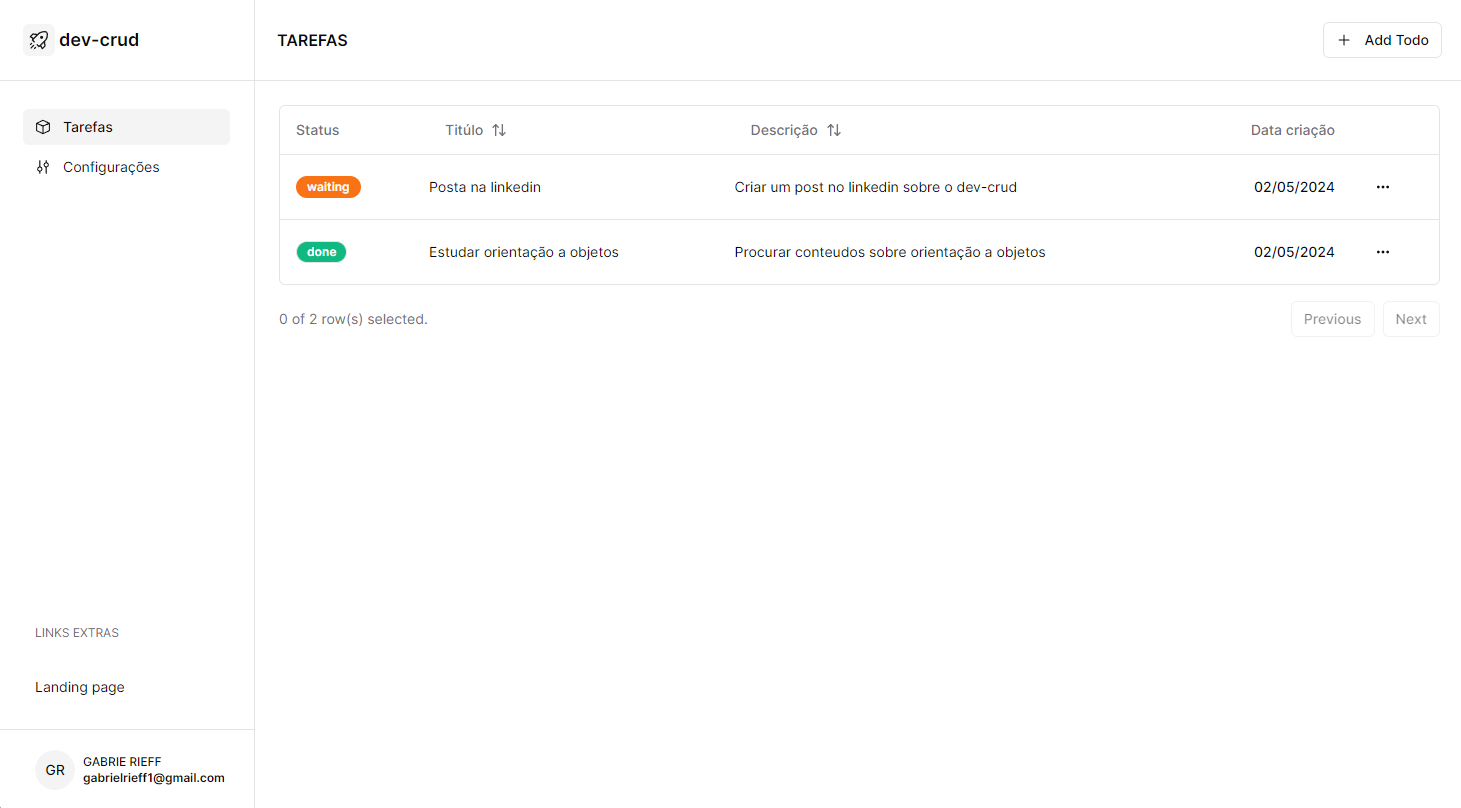 dev-crud
TAREFAS
Add Todo
Tarefas
Configurações
Status Titúlo Descrição Data criação
waiting Posta na linkedin Criar um post no linkedin sobre o dev-crud 02/05/2024
done Estudar orientação a objetos Procurar conteudos sobre orientação a objetos 02/05/2024
0 of 2 row(s) selected. Previous Next
LINKS EXTRAS
Landing page
GR
GABRIE RIEFF
gabrielrieff1@gmail.com